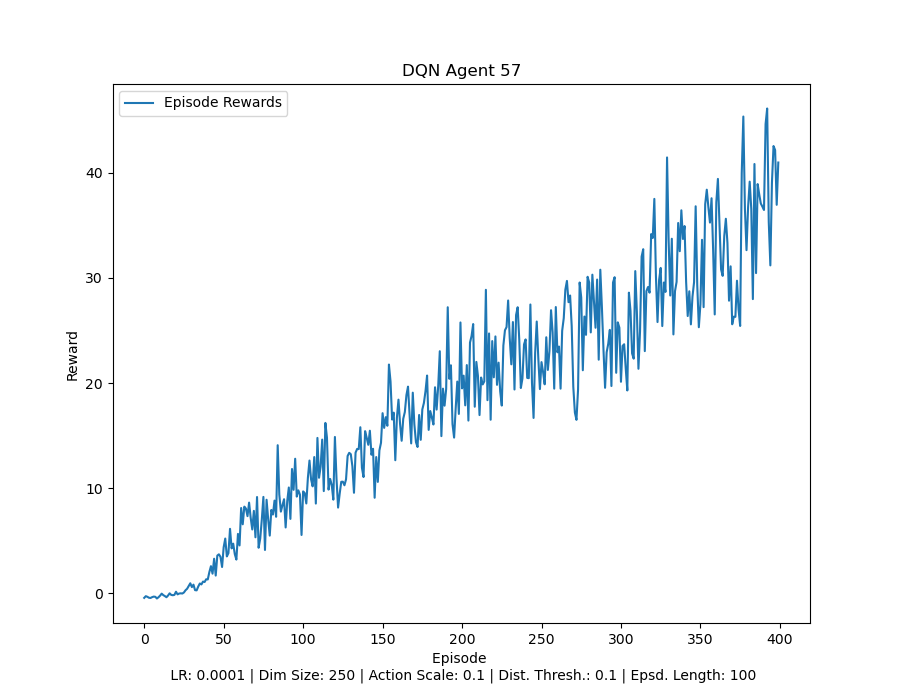 DQN Agent 57
Episode Rewards
40
30
20
10
0
Reward
0 50 100 150 200 250 300 350 400
Episode
LR: 0.0001 | Dim Size: 250 | Action Scale: 0.1 | Dist. Thresh.: 0.1 | Epsd. Length: 100